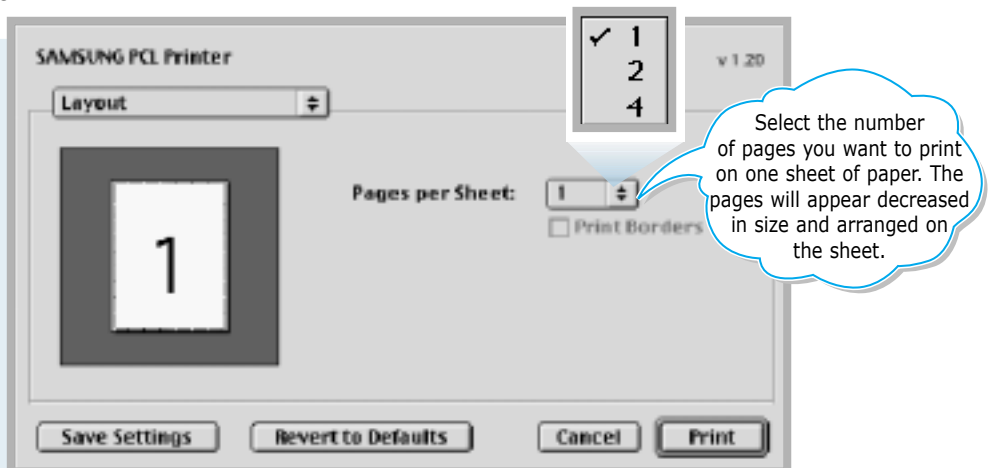 SAMSUNG PCL Printer
v 1.20
✓ 1
2
4
Layout
Pages per Sheet: 1
Print Borders
1
Select the number
of pages you want to print
on one sheet of paper. The
pages will appear decreased
in size and arranged on
the sheet.
Save Settings
Revert to Defaults
Cancel
Print